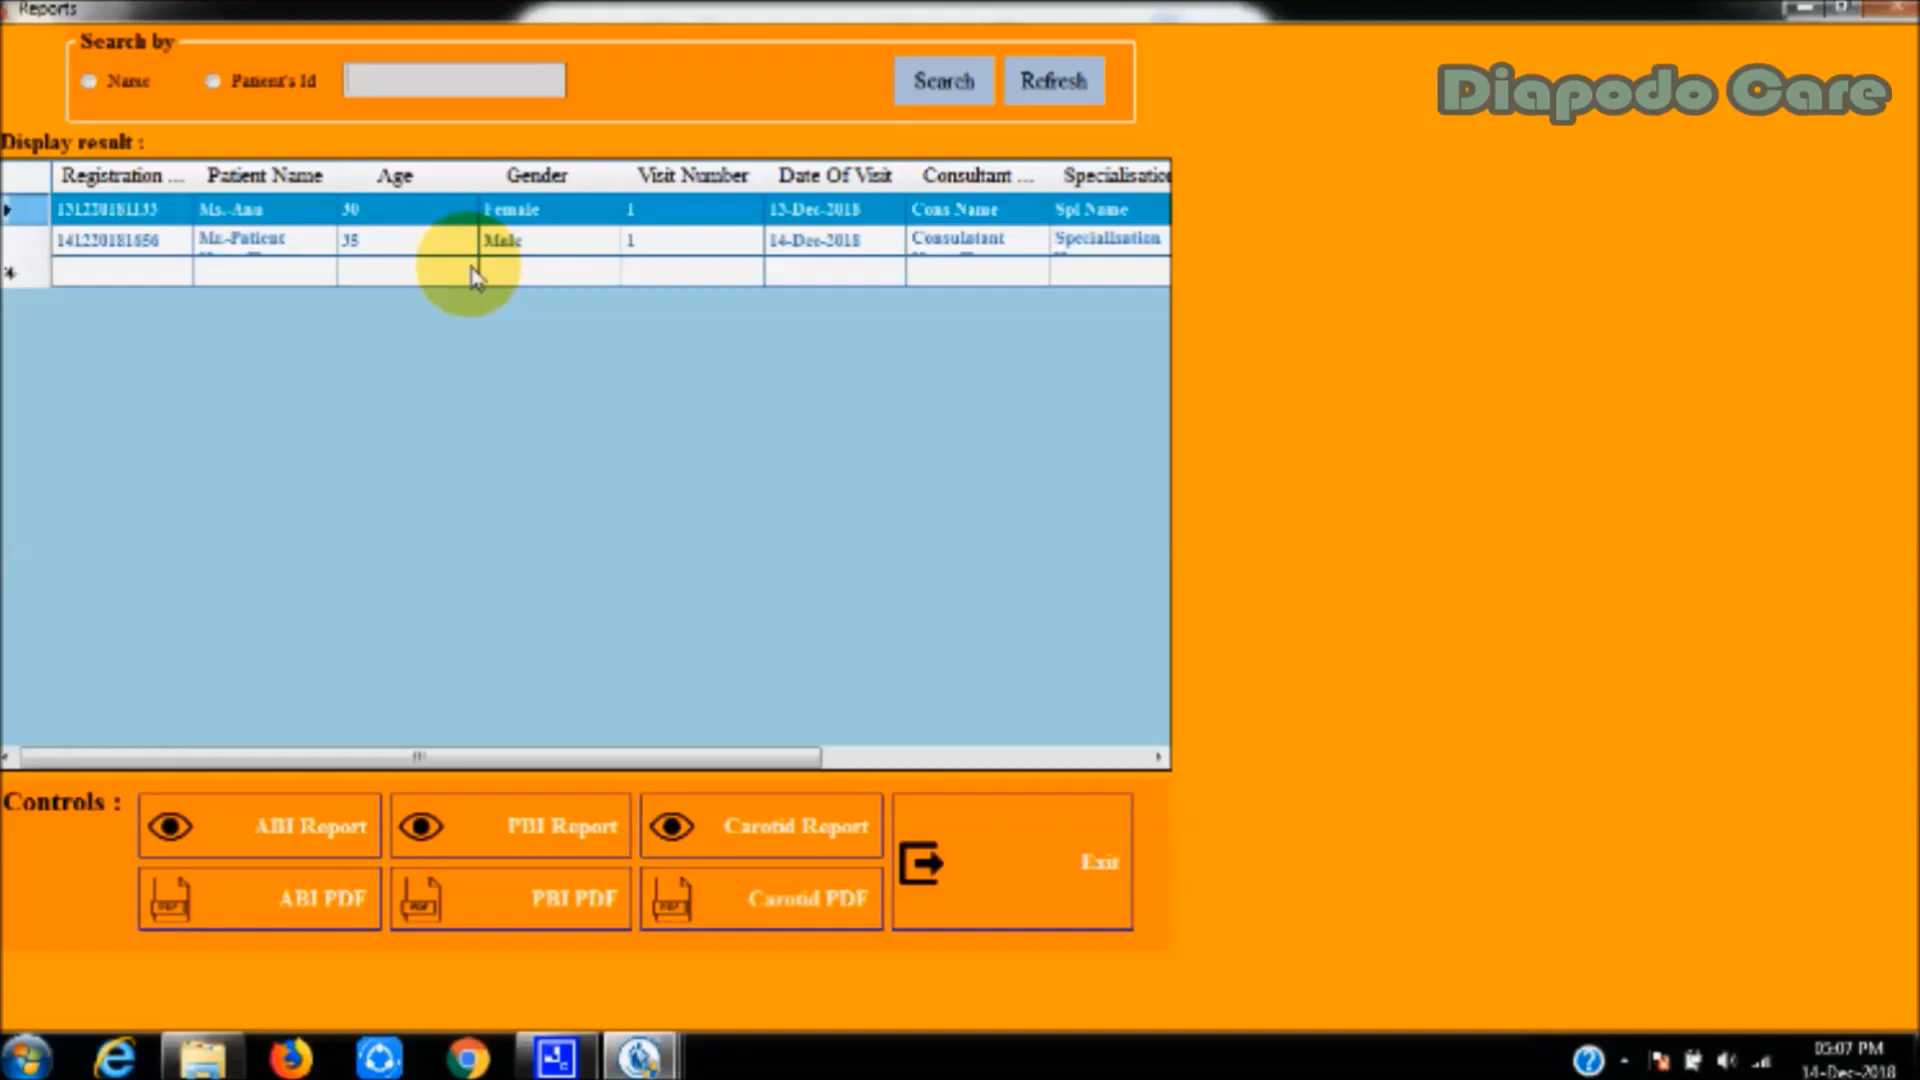 Reports
Search by
Name Patient's Id Search Refresh
Diapodo Care
Display result :
Registration ... Patient Name Age Gender Visit Number Date Of Visit Consultant ... Specialisation
131220181133 Ms.-Anu 30 Female 1 13-Dec-2018 Cons Name Spl Name
141220181656 Mr.-Patient 35 Male 1 14-Dec-2018 Consulatant Specialisation
Controls :
ABI Report PBI Report Carotid Report
Exit
ABI PDF PBI PDF Carotid PDF
05:07 PM
14-Dec-2018